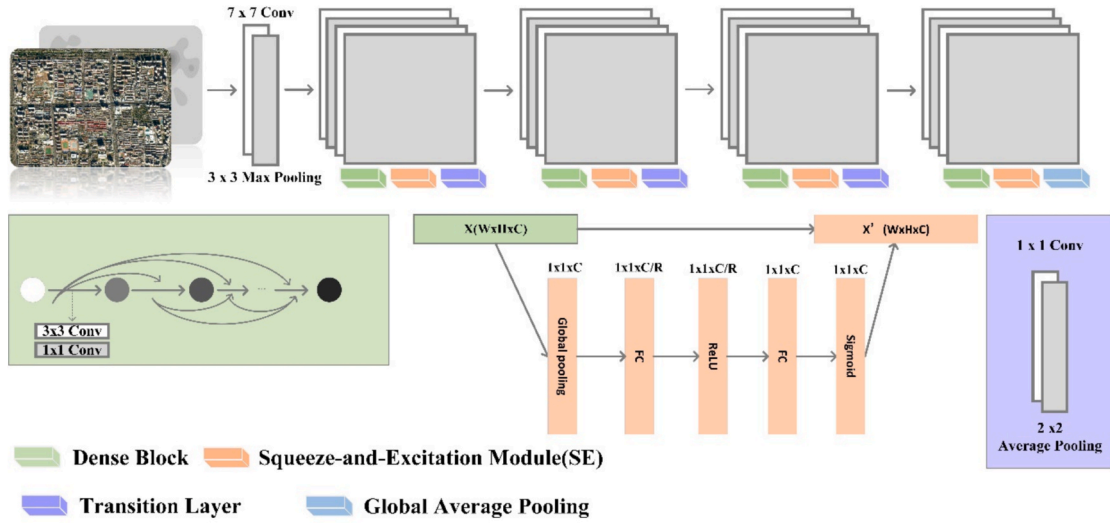 7 x 7 Conv
3 x 3 Max Pooling
X(WxHxC)
X' (WxHxC)
1x1xC
1x1xC/R
1x1xC/R
1x1xC
1x1xC
Global pooling
FC
ReLU
FC
Sigmoid
1 x 1 Conv
2 x2
Average Pooling
...
3x3 Conv
1x1 Conv
Dense Block
Squeeze-and-Excitation Module(SE)
Transition Layer
Global Average Pooling